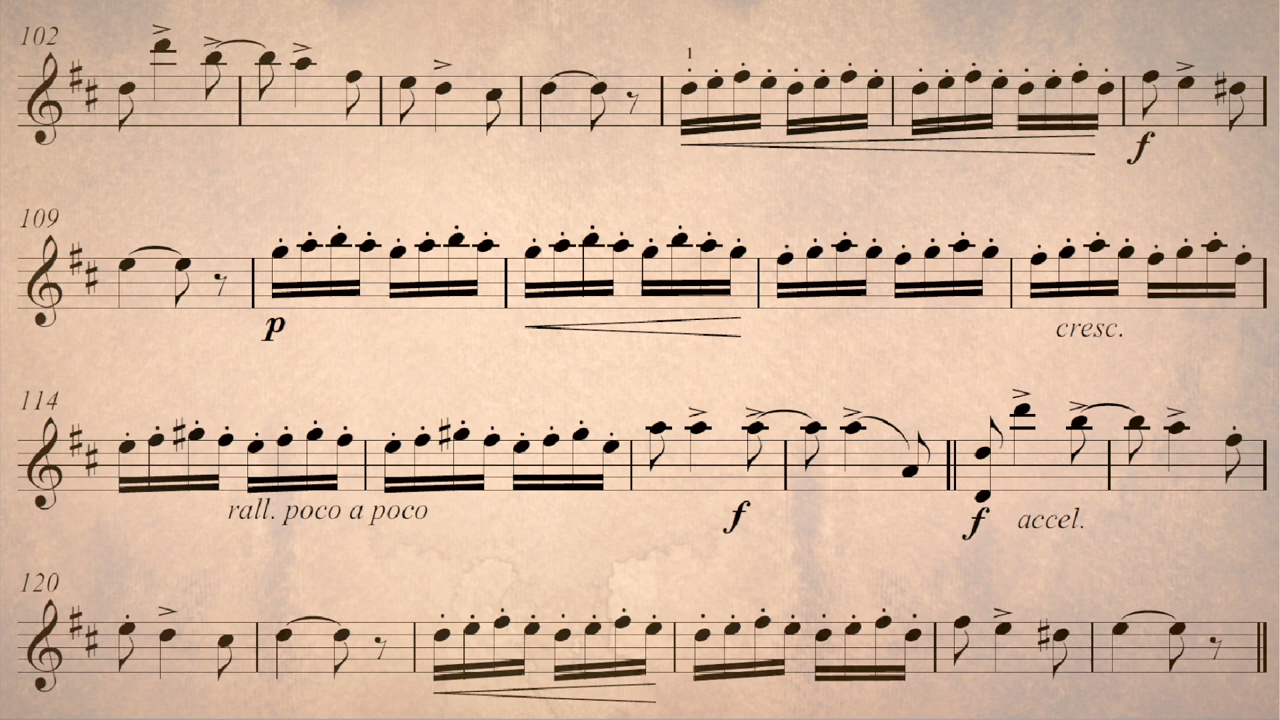 102
1
f
109
p
cresc.
114
rall. poco a poco
f
f accel.
120